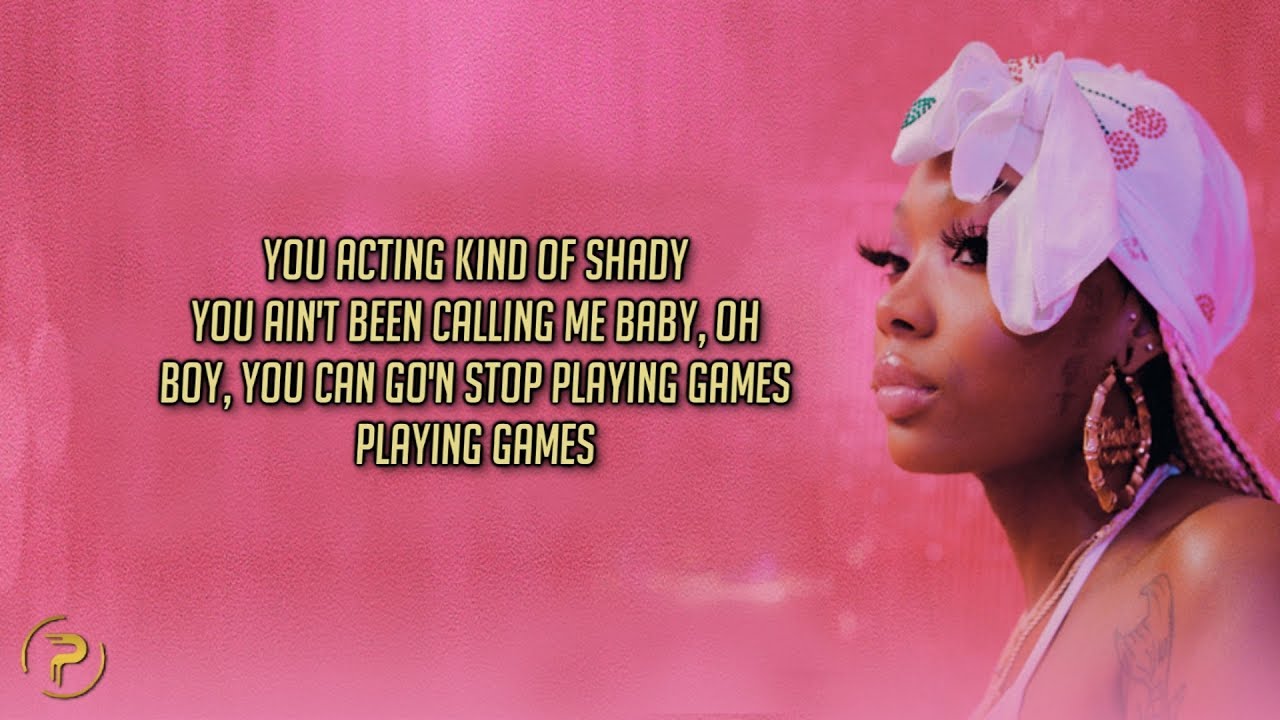 YOU ACTING KIND OF SHADY
YOU AIN'T BEEN CALLING ME BABY, OH
BOY, YOU CAN GO'N STOP PLAYING GAMES
PLAYING GAMES
P